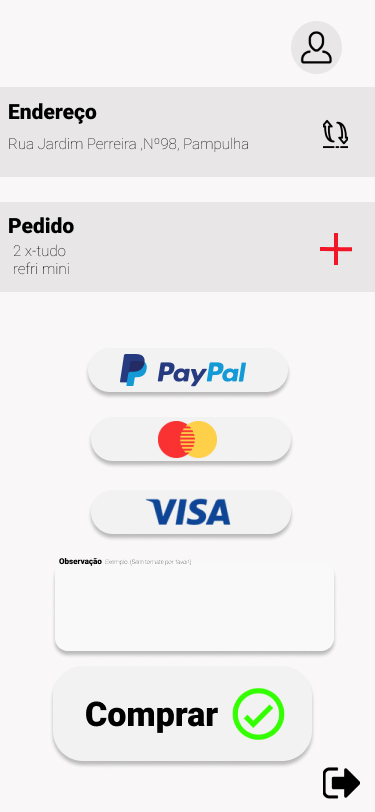 Endereço
Rua Jardim Perreira ,Nº98, Pampulha
Pedido
2 x-tudo
refri mini
PayPal
VISA
Observação Exemplo: (Sem tomate por favor)
Comprar